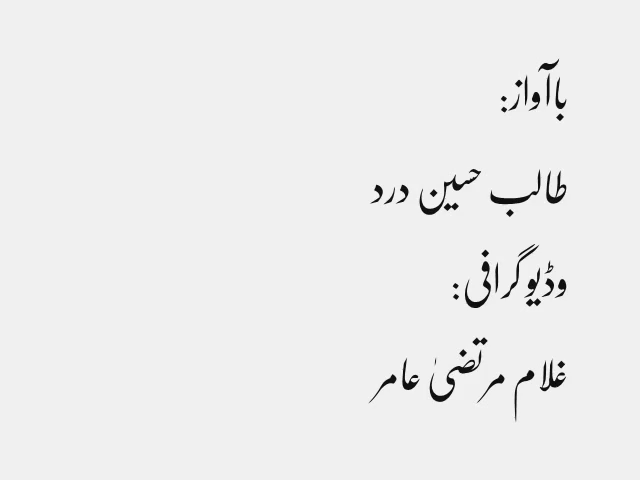 باآواز:
طالب حسین درد
وڈیوگرافی:
غلام مرتضیٰ عامر